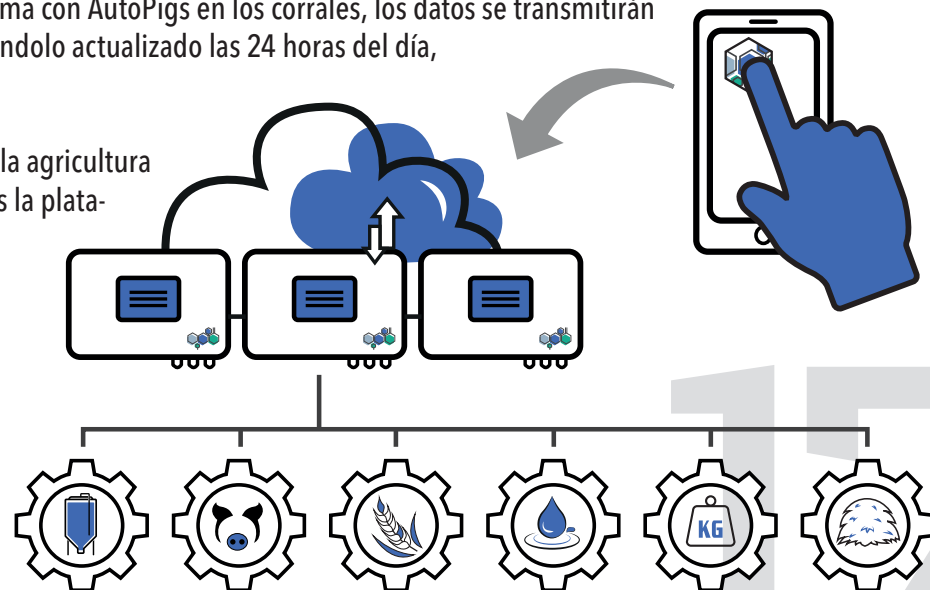 ma con AutoPigs en los corrales, los datos se transmitirán
ndolo actualizado las 24 horas del día,
la agricultura
s la plata-
KG